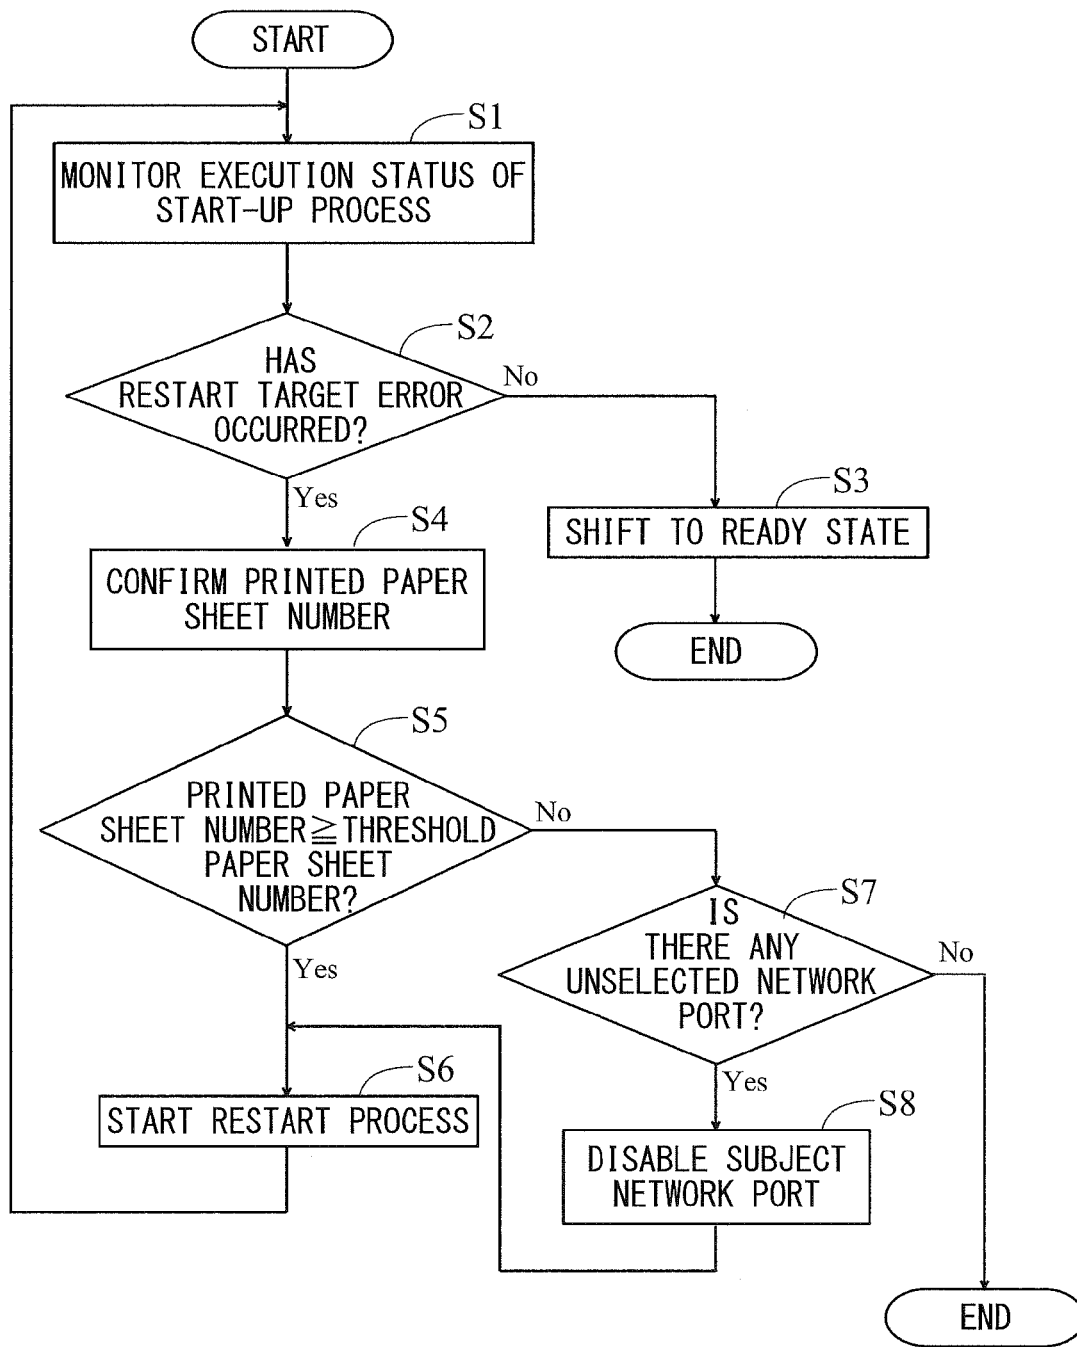 START
S1
MONITOR EXECUTION STATUS OF
START-UP PROCESS
S2
HAS
RESTART TARGET ERROR
OCCURRED?
No
Yes
S3
SHIFT TO READY STATE
END
S4
CONFIRM PRINTED PAPER
SHEET NUMBER
S5
PRINTED PAPER
SHEET NUMBER≧THRESHOLD
PAPER SHEET
NUMBER?
No
Yes
S7
IS
THERE ANY
UNSELECTED NETWORK
PORT?
No
Yes
S6
START RESTART PROCESS
S8
DISABLE SUBJECT
NETWORK PORT
END